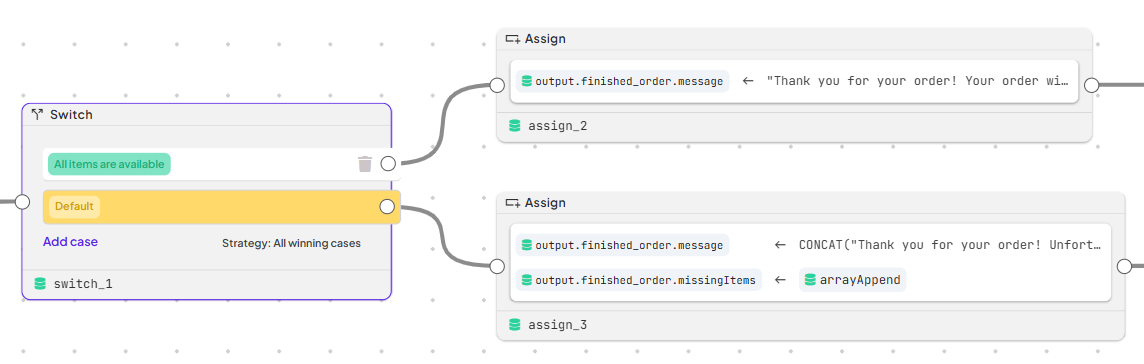 Assign
output.finished_order.message ← "Thank you for your order! Your order wi…
assign_2
Switch
All items are available
Default
Add case
Strategy: All winning cases
switch_1
Assign
output.finished_order.message ← CONCAT("Thank you for your order! Unfort…
output.finished_order.missingItems ← arrayAppend
assign_3